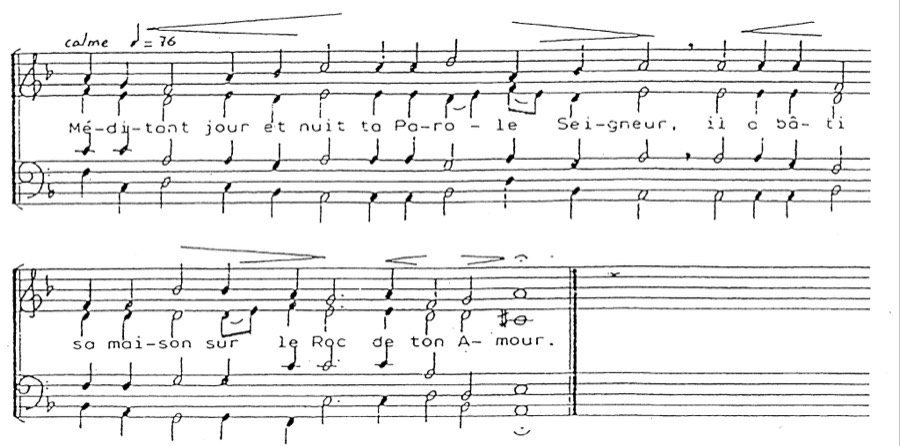 calme ♩ = 76
Mé-di-tant jour et nuit ta Pa-ro - le Sei-gneur, il a bâ- ti
sa mai-son sur le Roc de ton A- mour.